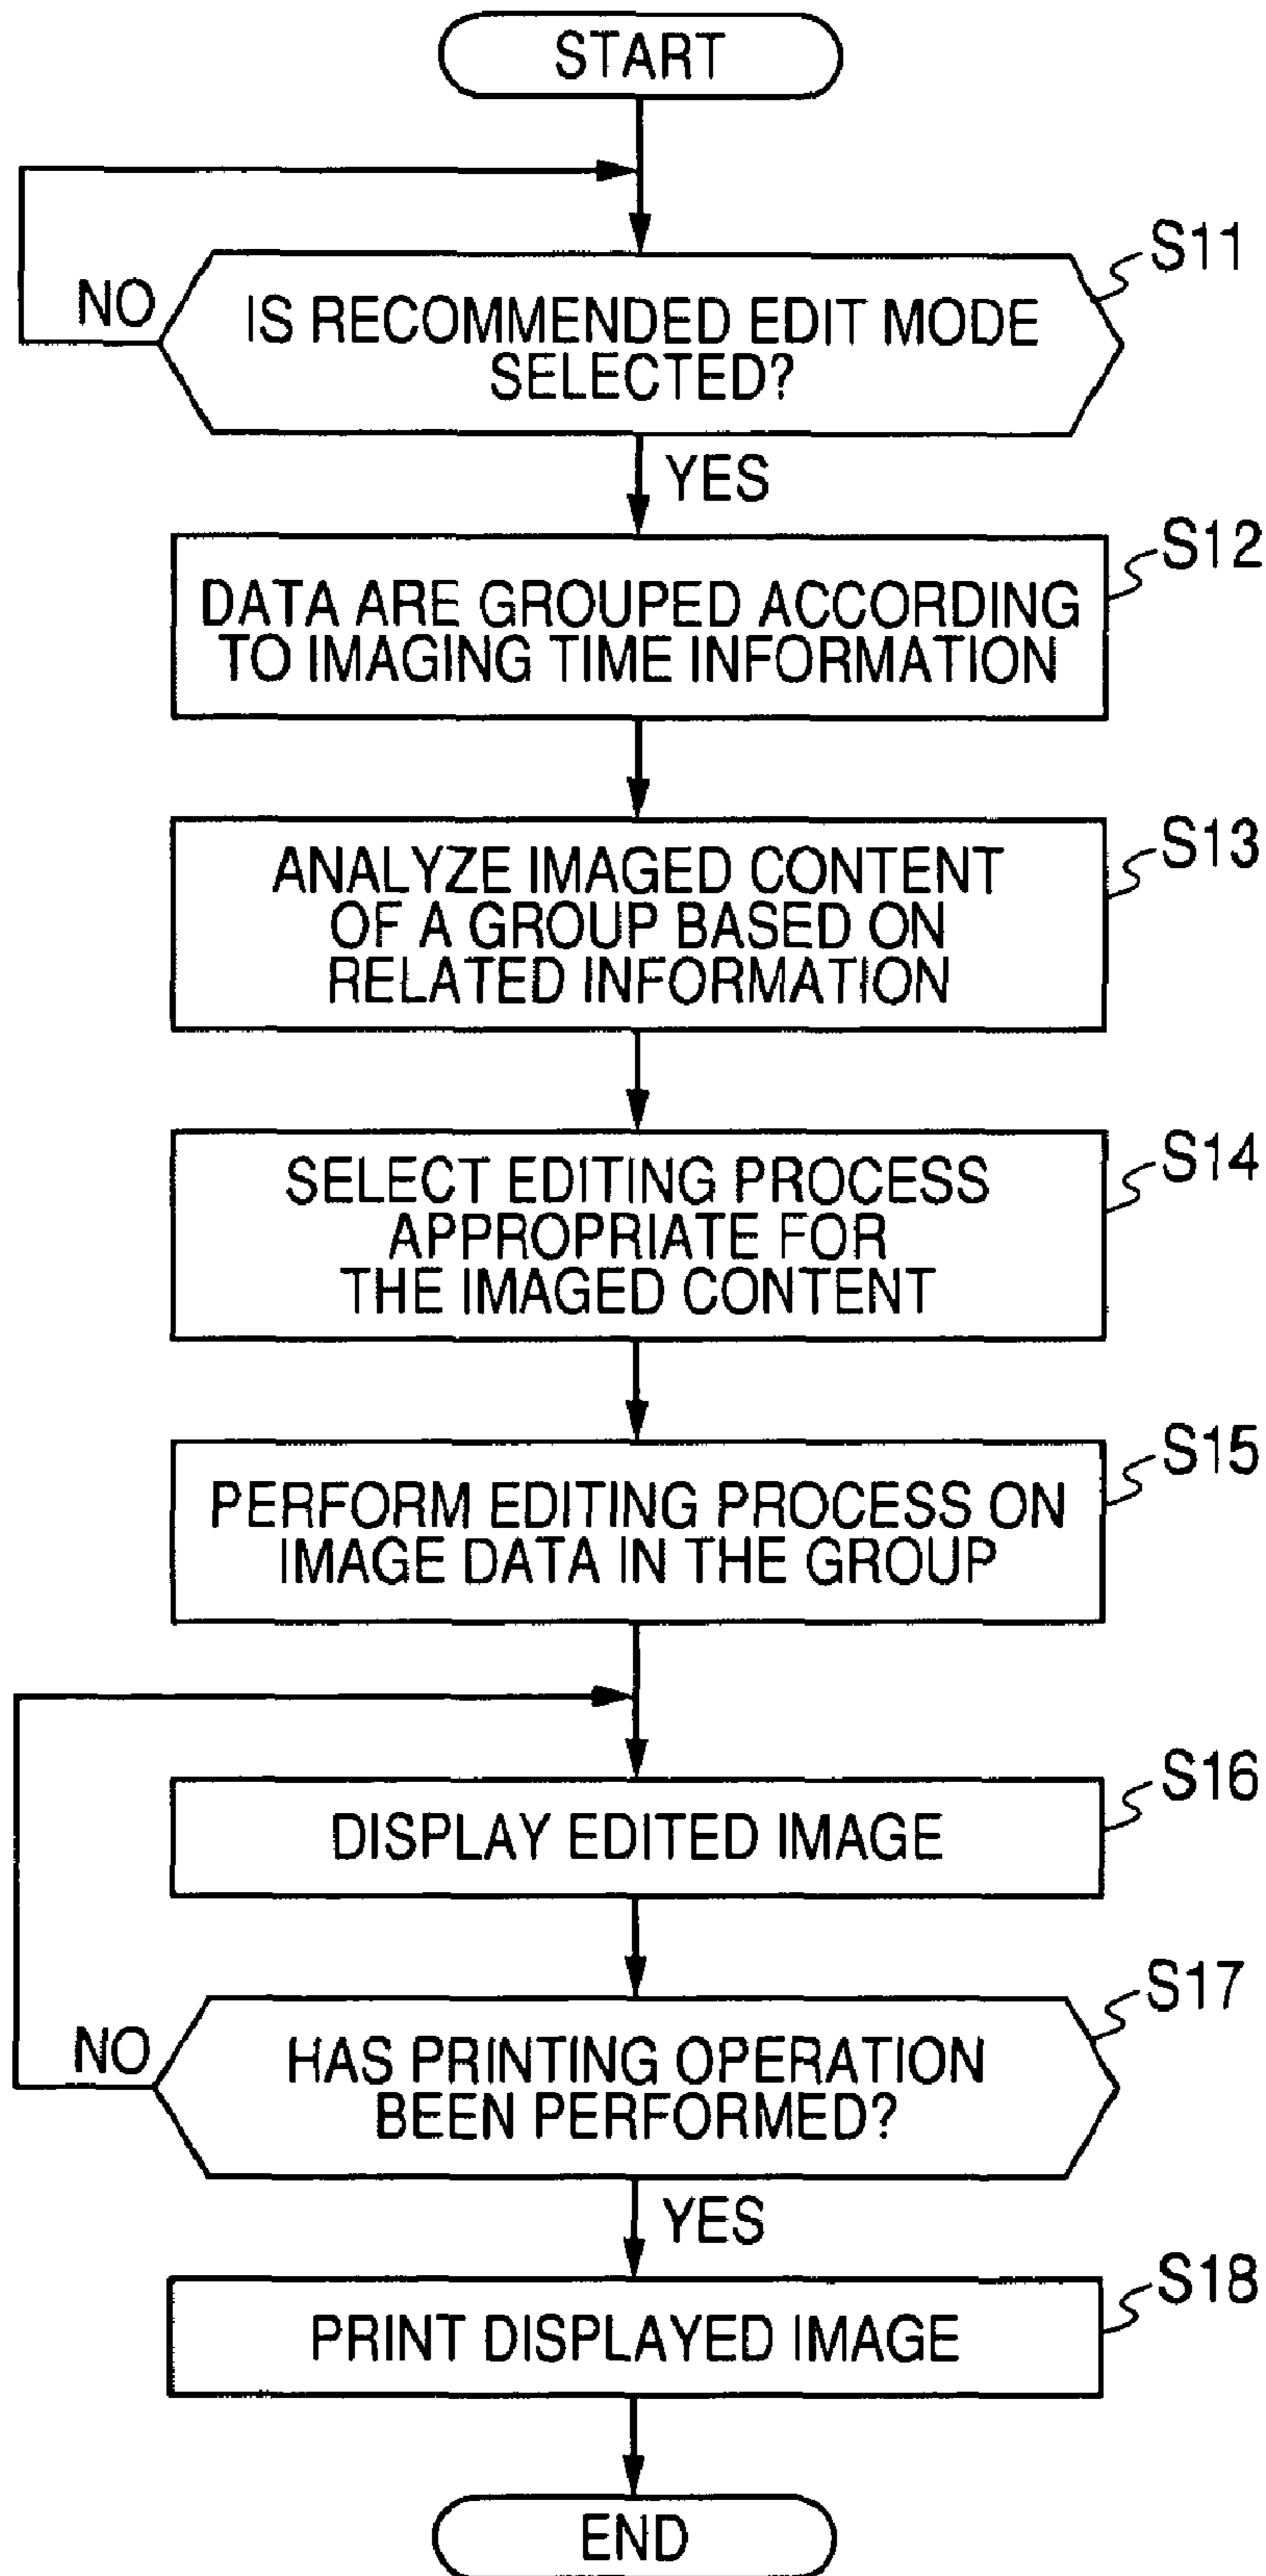 START
S11
NO
IS RECOMMENDED EDIT MODE
SELECTED?
YES
S12
DATA ARE GROUPED ACCORDING
TO IMAGING TIME INFORMATION
S13
ANALYZE IMAGED CONTENT
OF A GROUP BASED ON
RELATED INFORMATION
S14
SELECT EDITING PROCESS
APPROPRIATE FOR
THE IMAGED CONTENT
S15
PERFORM EDITING PROCESS ON
IMAGE DATA IN THE GROUP
S16
DISPLAY EDITED IMAGE
S17
NO
HAS PRINTING OPERATION
BEEN PERFORMED?
YES
S18
PRINT DISPLAYED IMAGE
END